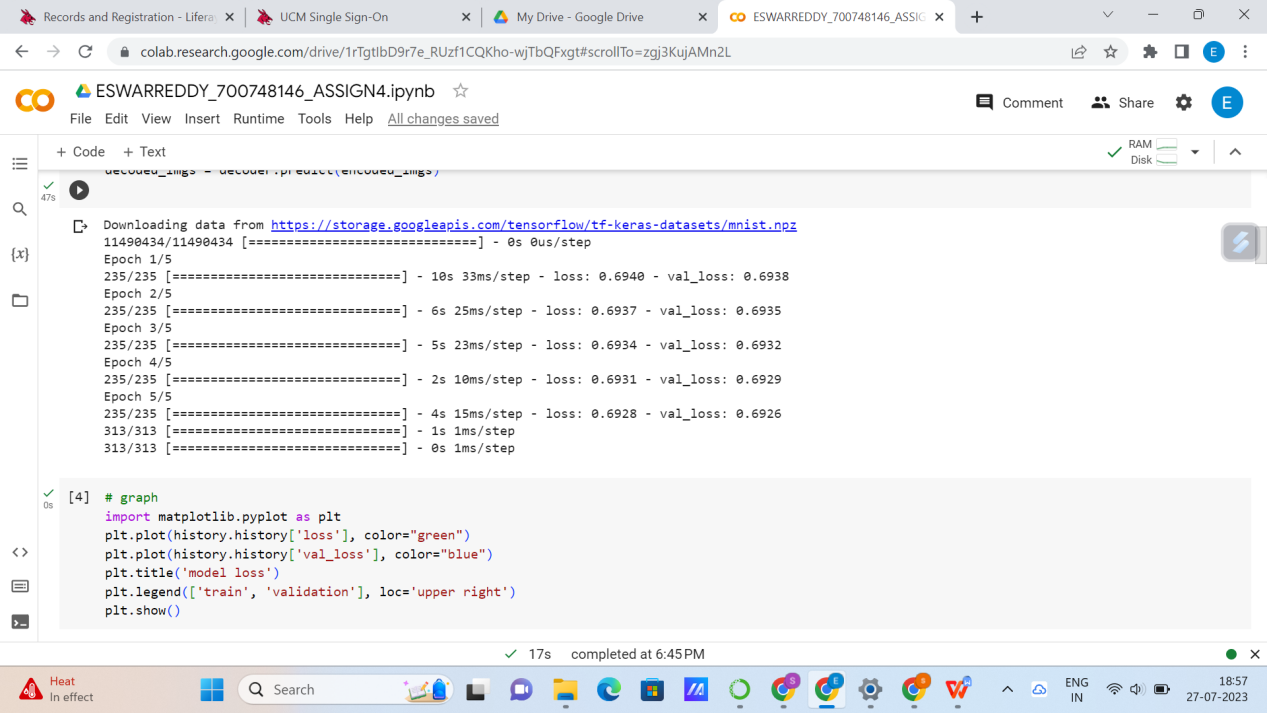 Records and Registration - Liferay
UCM Single Sign-On
My Drive - Google Drive
ESWARREDDY_700748146_ASSIG
colab.research.google.com/drive/1rTgtlbD9r7e_RUzf1CQKho-wjTbQFxgt#scrollTo=zgj3KujAMn2L
E
ESWARREDDY_700748146_ASSIGN4.ipynb
Comment
Share
E
File Edit View Insert Runtime Tools Help All changes saved
+ Code + Text
RAM
Disk
decoded_imgs = decoder.predict(encoded_imgs)
47s
{x}
Downloading data from https://storage.googleapis.com/tensorflow/tf-keras-datasets/mnist.npz
11490434/11490434 [==============================] - 0s 0us/step
Epoch 1/5
235/235 [==============================] - 10s 33ms/step - loss: 0.6940 - val_loss: 0.6938
Epoch 2/5
235/235 [==============================] - 6s 25ms/step - loss: 0.6937 - val_loss: 0.6935
Epoch 3/5
235/235 [==============================] - 5s 23ms/step - loss: 0.6934 - val_loss: 0.6932
Epoch 4/5
235/235 [==============================] - 2s 10ms/step - loss: 0.6931 - val_loss: 0.6929
Epoch 5/5
235/235 [==============================] - 4s 15ms/step - loss: 0.6928 - val_loss: 0.6926
313/313 [==============================] - 1s 1ms/step
313/313 [==============================] - 0s 1ms/step
0s
[4] # graph
import matplotlib.pyplot as plt
plt.plot(history.history['loss'], color="green")
plt.plot(history.history['val_loss'], color="blue")
plt.title('model loss')
plt.legend(['train', 'validation'], loc='upper right')
plt.show()
17s completed at 6:45 PM
Heat
In effect
Search
S
E
S
ENG
IN
18:57
27-07-2023